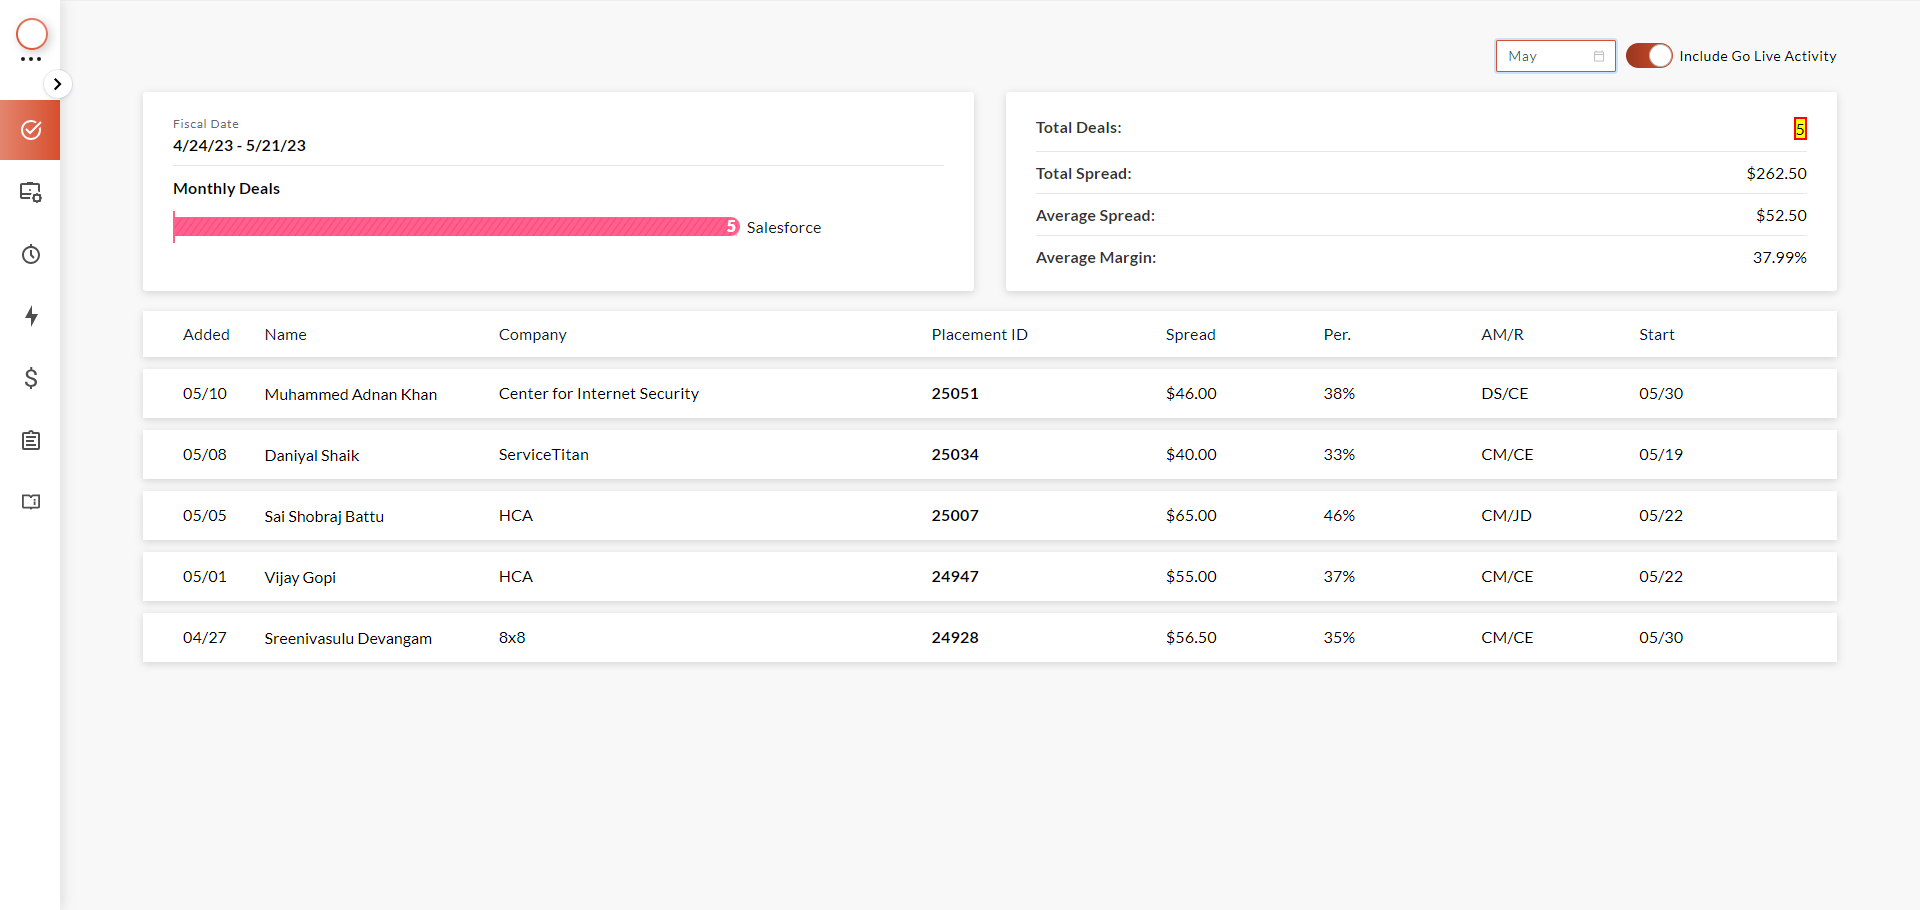 May
Include Go Live Activity
Fiscal Date
4/24/23 - 5/21/23
Monthly Deals
5 Salesforce
Total Deals: 5
Total Spread: $262.50
Average Spread: $52.50
Average Margin: 37.99%
Added Name Company Placement ID Spread Per. AM/R Start
05/10 Muhammed Adnan Khan Center for Internet Security 25051 $46.00 38% DS/CE 05/30
05/08 Daniyal Shaik ServiceTitan 25034 $40.00 33% CM/CE 05/19
05/05 Sai Shobraj Battu HCA 25007 $65.00 46% CM/JD 05/22
05/01 Vijay Gopi HCA 24947 $55.00 37% CM/CE 05/22
04/27 Sreenivasulu Devangam 8x8 24928 $56.50 35% CM/CE 05/30